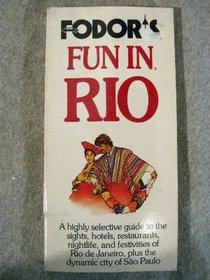 FODOR'S
FUN IN
RIO
A highly selective guide to the
sights, hotels, restaurants,
nightlife, and festivities of
Rio de Janeiro, plus the
dynamic city of São Paulo